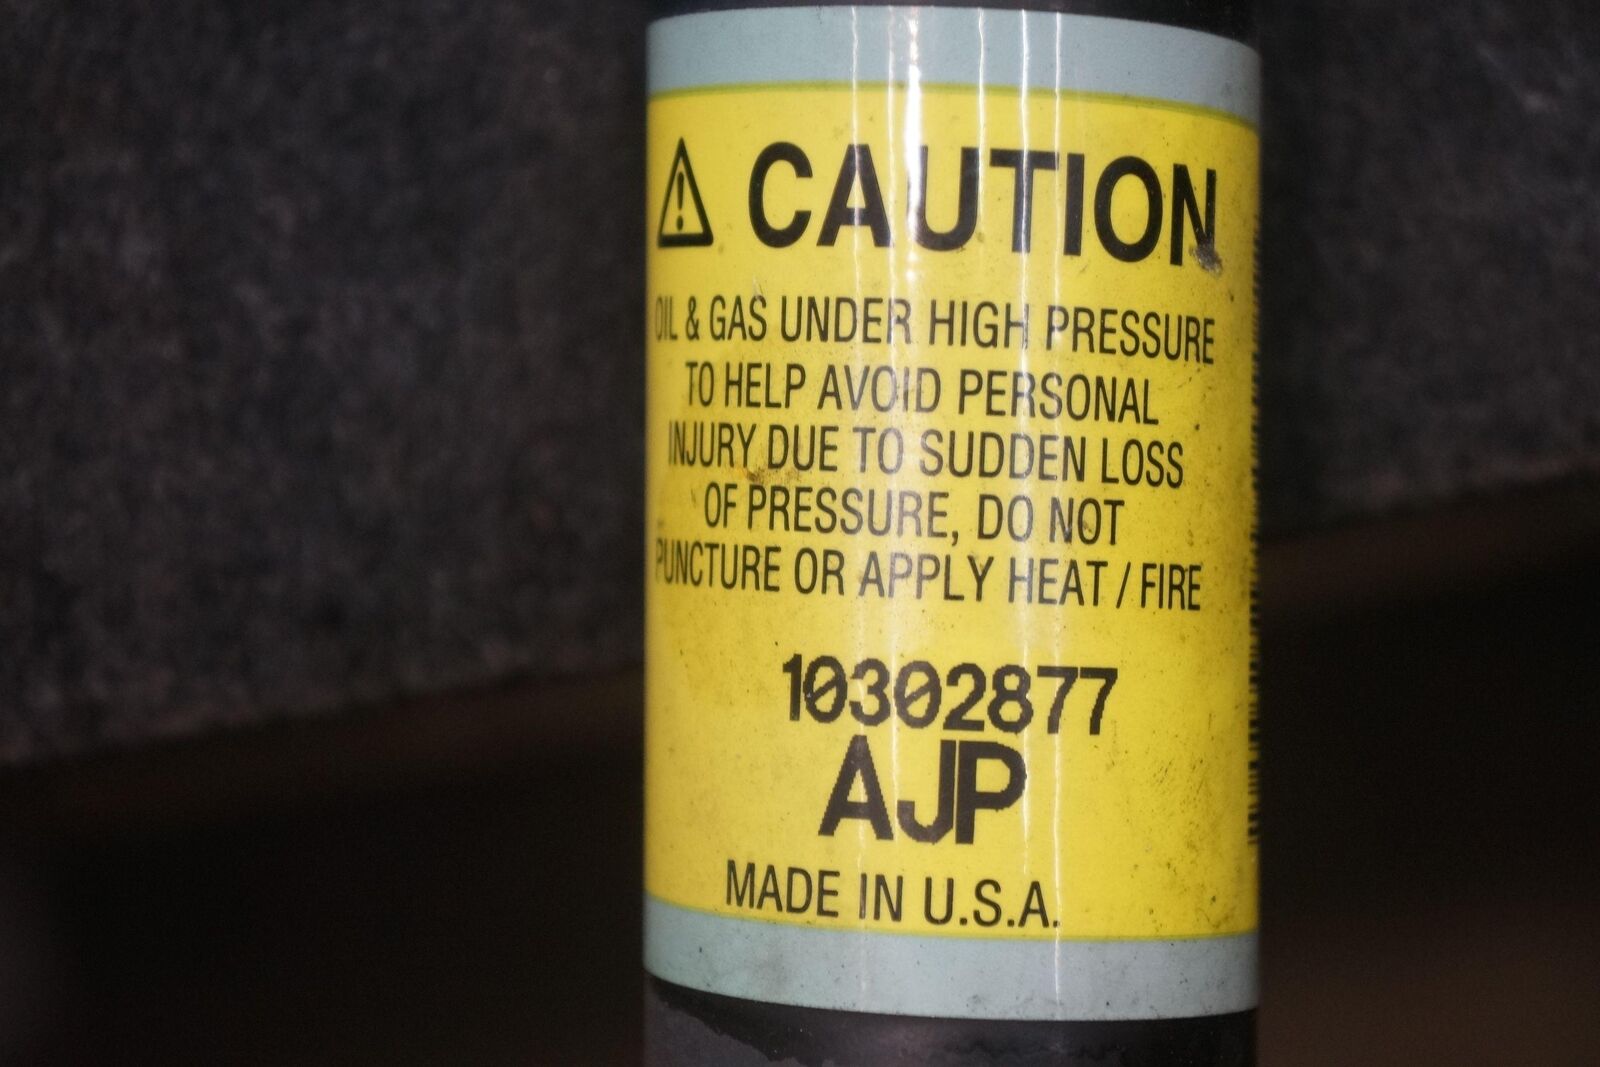 CAUTION
OIL & GAS UNDER HIGH PRESSURE
TO HELP AVOID PERSONAL
INJURY DUE TO SUDDEN LOSS
OF PRESSURE, DO NOT
PUNCTURE OR APPLY HEAT / FIRE
10302877
AJP
MADE IN U.S.A.